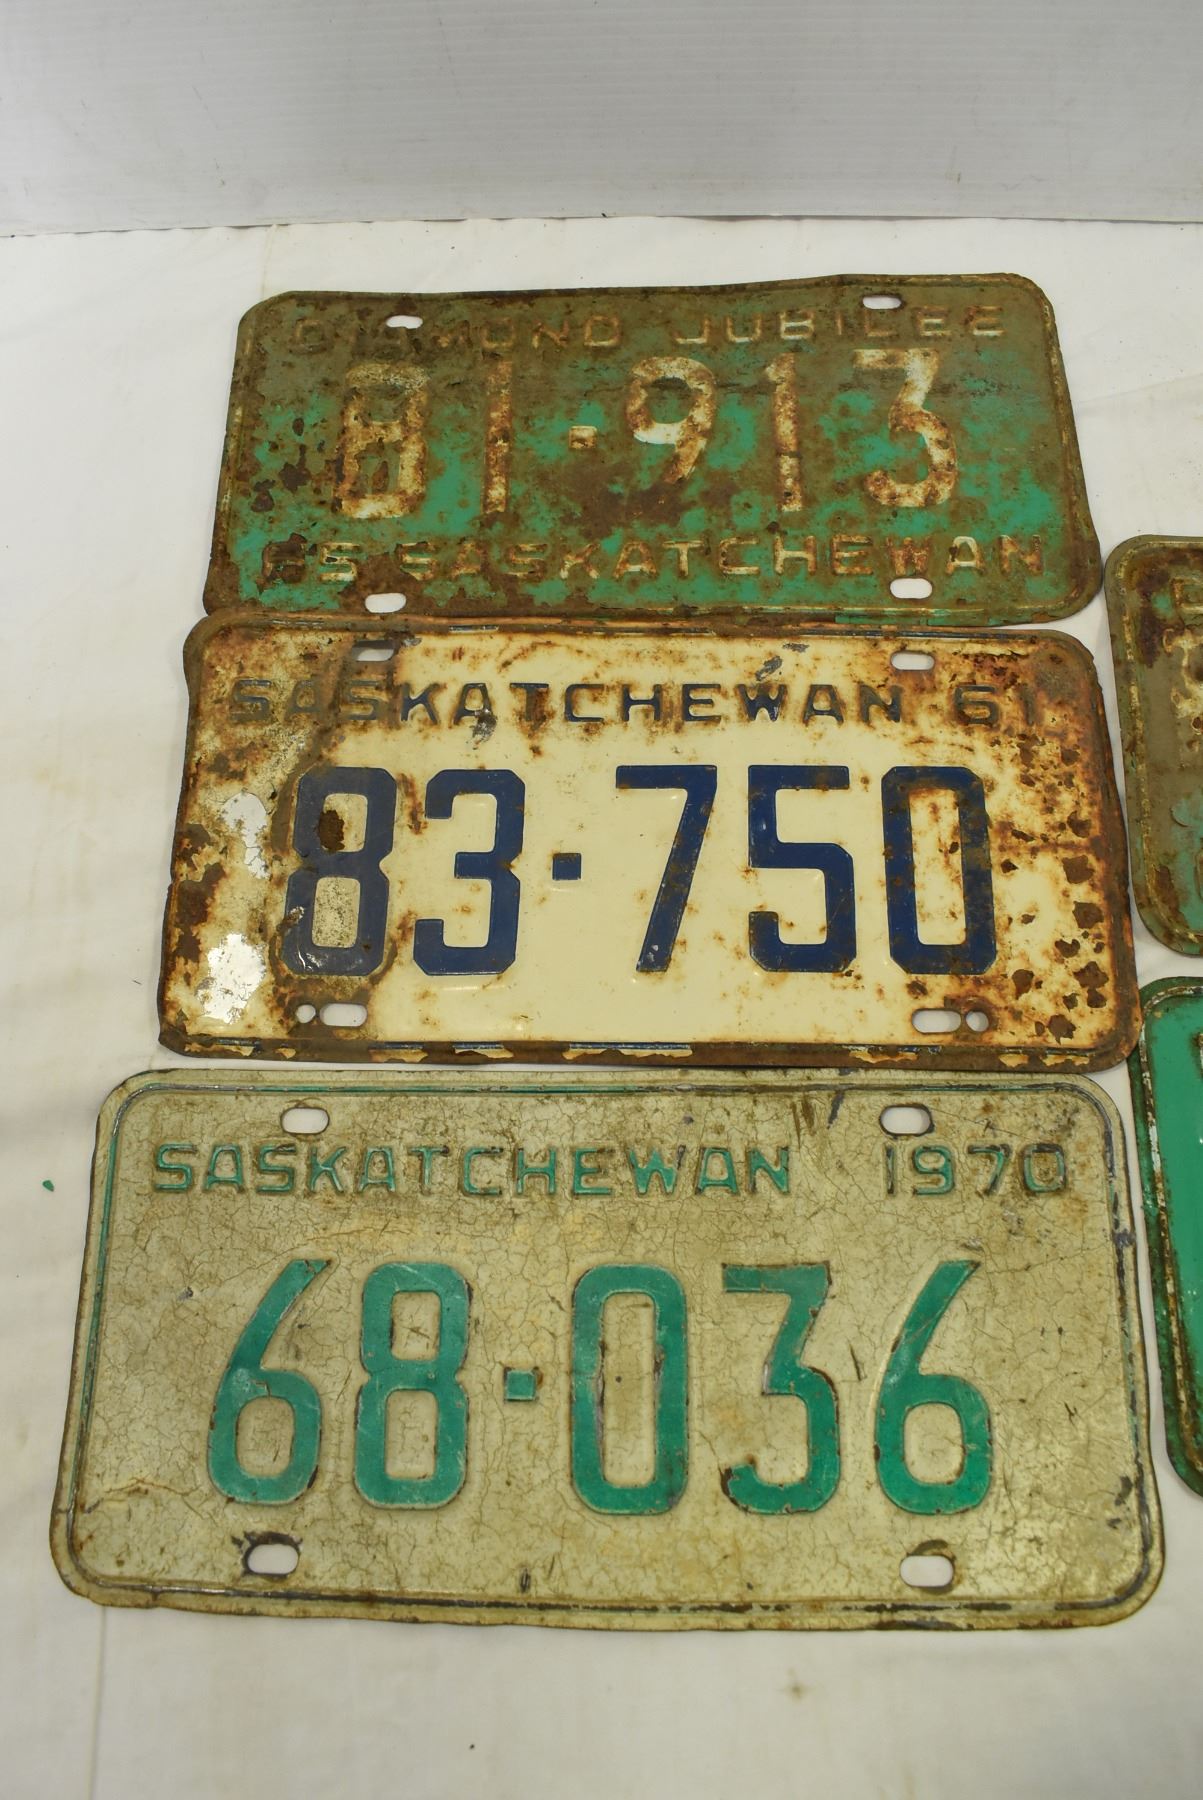 DIAMOND JUBILEE
81·913
65 SASKATCHEWAN
SASKATCHEWAN 61
83·750
SASKATCHEWAN 1970
68·036